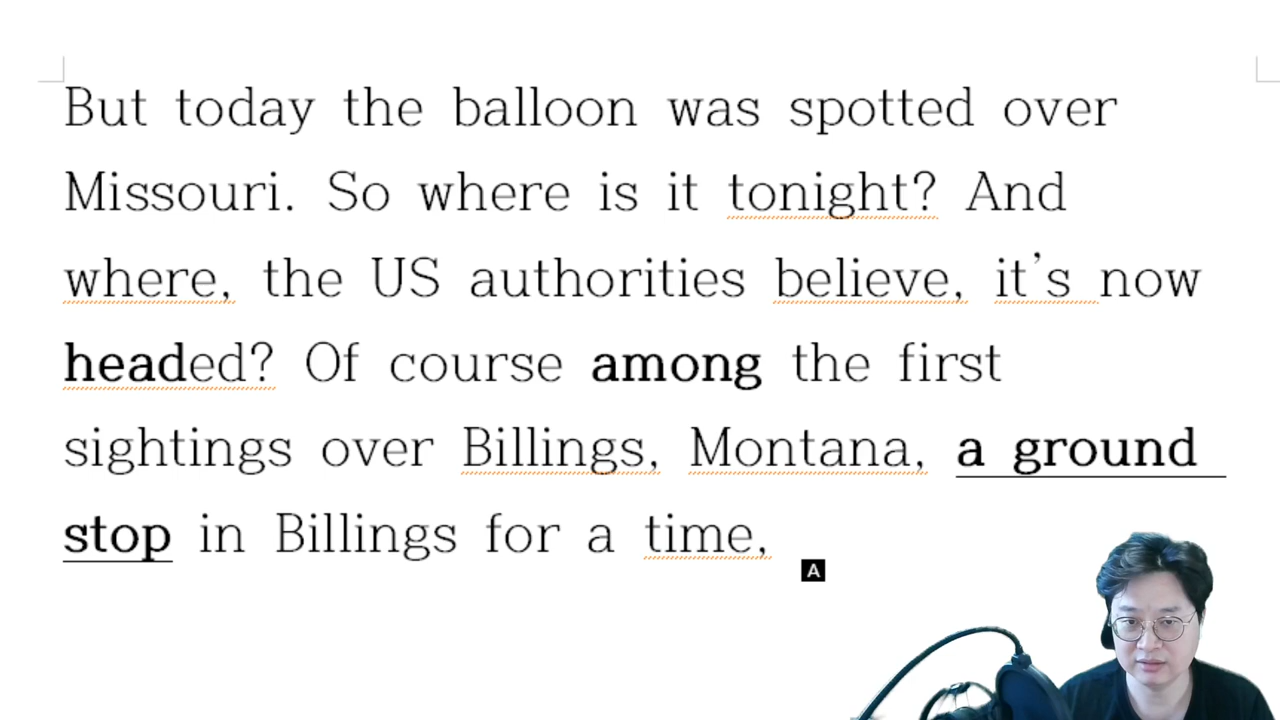 But today the balloon was spotted over
Missouri. So where is it tonight? And
where, the US authorities believe, it's now
headed? Of course among the first
sightings over Billings, Montana, a ground
stop in Billings for a time,
A